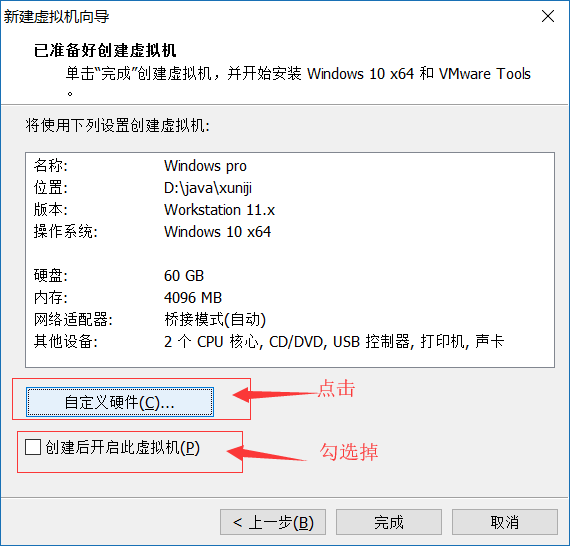 新建虚拟机向导
已准备好创建虚拟机
单击“完成”创建虚拟机，并开始安装 Windows 10 x64 和 VMware Tools
。
将使用下列设置创建虚拟机:
名称: Windows pro
位置: D:\java\xuniji
版本: Workstation 11.x
操作系统: Windows 10 x64
硬盘: 60 GB
内存: 4096 MB
网络适配器: 桥接模式(自动)
其他设备: 2 个 CPU 核心, CD/DVD, USB 控制器, 打印机, 声卡
自定义硬件(C)... 点击
创建后开启此虚拟机(P) 勾选掉
< 上一步(B) 完成 取消